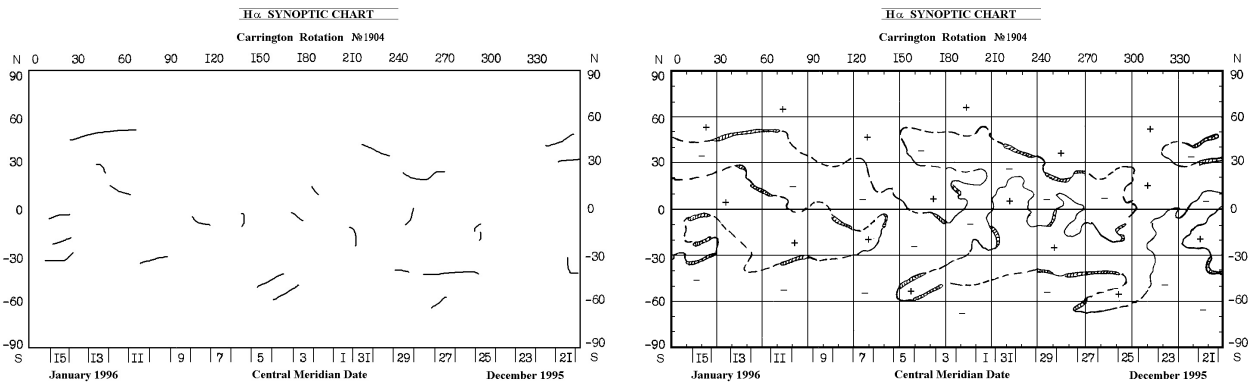 Hα SYNOPTIC CHART
Carrington Rotation №1904
N 0 30 60 90 I20 I50 I80 2I0 240 270 300 330 N
90 90
60 60
30 30
0 0
−30 −30
−60 −60
−90 −90
S I5 I3 II 9 7 5 3 I 3I 29 27 25 23 2I S
January 1996 Central Meridian Date December 1995
Hα SYNOPTIC CHART
Carrington Rotation №1904
N 0 30 60 90 I20 I50 I80 2I0 240 270 300 330 N
90 90
60 60
30 30
0 0
−30 −30
−60 −60
−90 −90
S I5 I3 II 9 7 5 3 I 3I 29 27 25 23 2I S
January 1996 Central Meridian Date December 1995